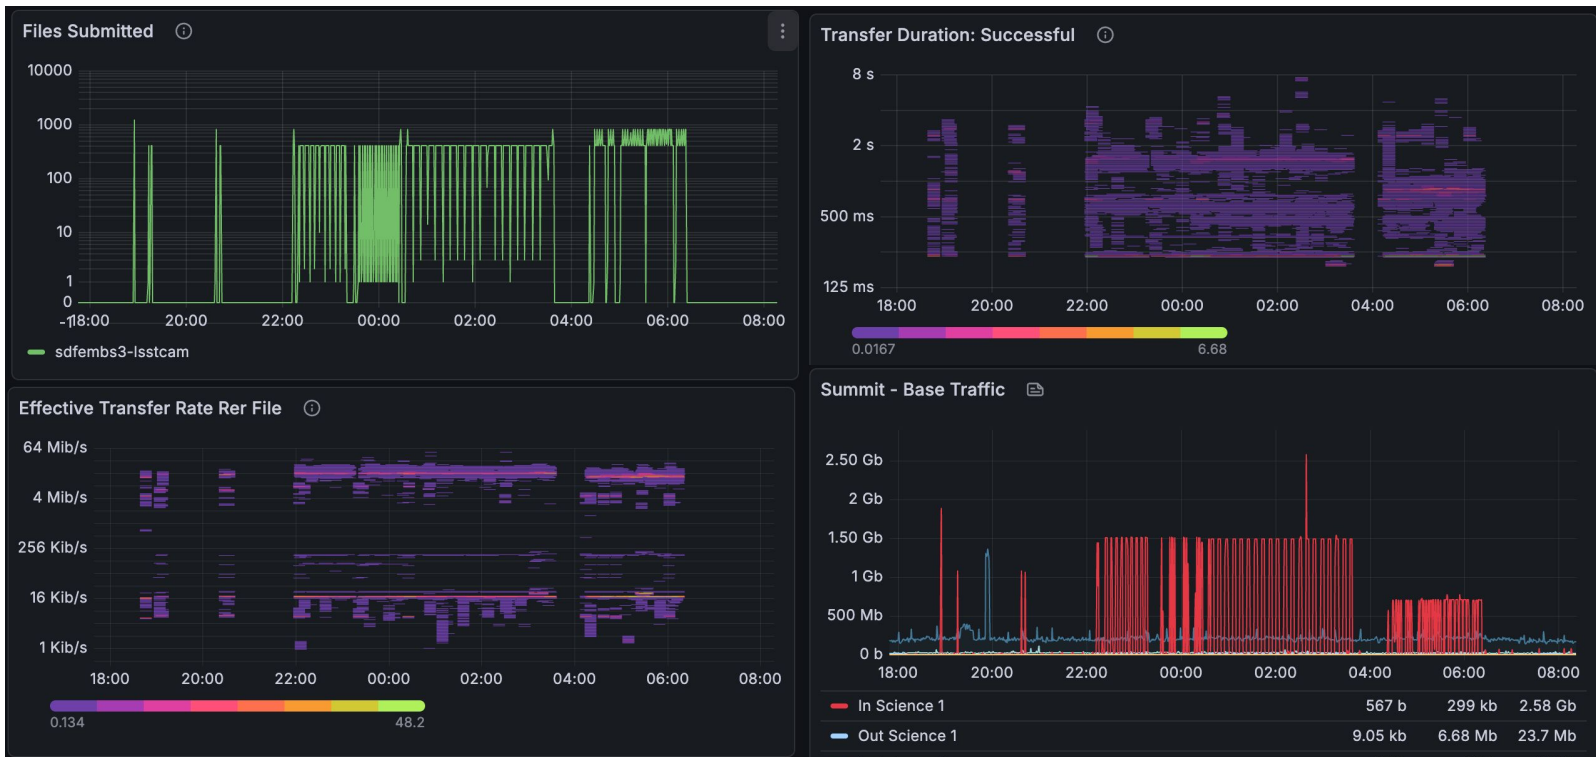 Files Submitted
10000
1000
100
10
1
0
-1
18:00 20:00 22:00 00:00 02:00 04:00 06:00 08:00
sdfembs3-lsstcam
Transfer Duration: Successful
8 s
2 s
500 ms
125 ms
18:00 20:00 22:00 00:00 02:00 04:00 06:00 08:00
0.0167 6.68
Effective Transfer Rate Rer File
64 Mib/s
4 Mib/s
256 Kib/s
16 Kib/s
1 Kib/s
18:00 20:00 22:00 00:00 02:00 04:00 06:00 08:00
0.134 48.2
Summit - Base Traffic
2.50 Gb
2 Gb
1.50 Gb
1 Gb
500 Mb
0 b
18:00 20:00 22:00 00:00 02:00 04:00 06:00 08:00
In Science 1 567 b 299 kb 2.58 Gb
Out Science 1 9.05 kb 6.68 Mb 23.7 Mb